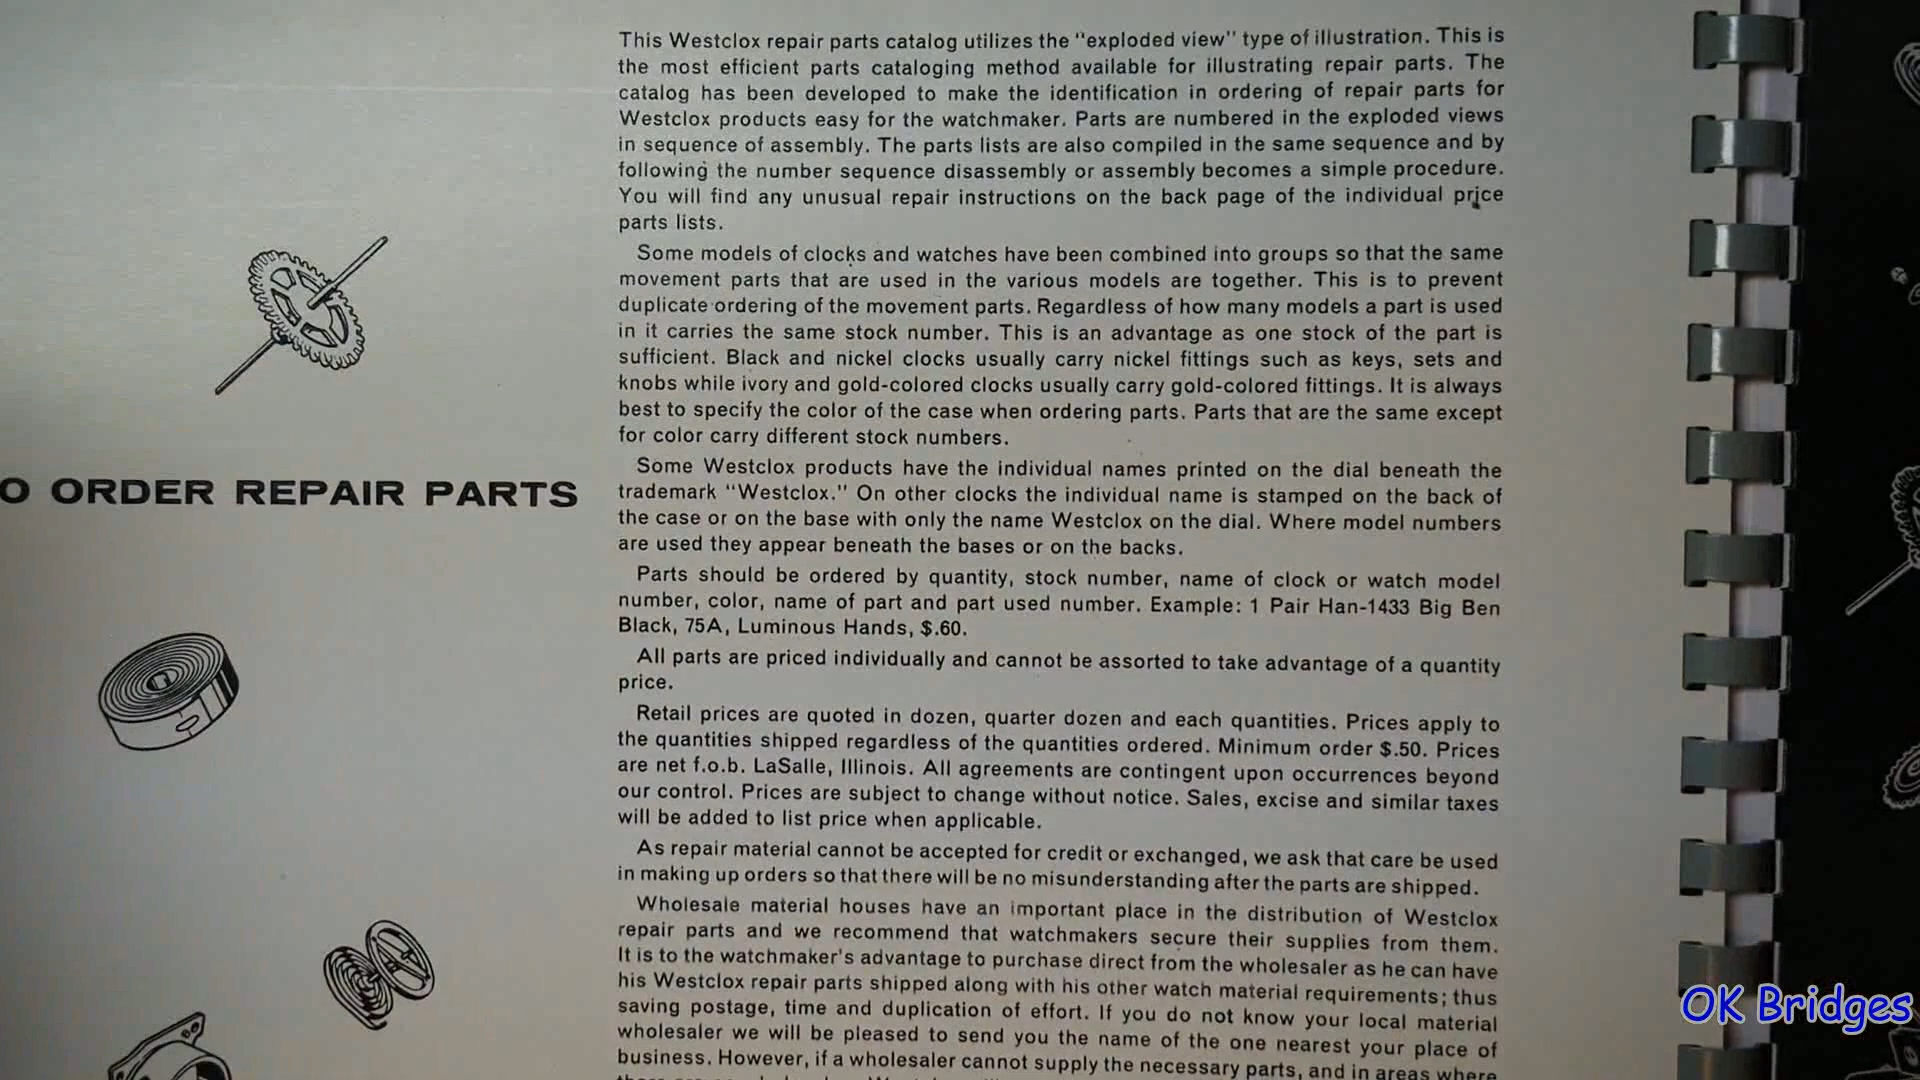 This Westclox repair parts catalog utilizes the "exploded view" type of illustration. This is
the most efficient parts cataloging method available for illustrating repair parts. The
catalog has been developed to make the identification in ordering of repair parts for
Westclox products easy for the watchmaker. Parts are numbered in the exploded views
in sequence of assembly. The parts lists are also compiled in the same sequence and by
following the number sequence disassembly or assembly becomes a simple procedure.
You will find any unusual repair instructions on the back page of the individual price
parts lists.
Some models of clocks and watches have been combined into groups so that the same
movement parts that are used in the various models are together. This is to prevent
duplicate ordering of the movement parts. Regardless of how many models a part is used
in it carries the same stock number. This is an advantage as one stock of the part is
sufficient. Black and nickel clocks usually carry nickel fittings such as keys, sets and
knobs while ivory and gold-colored clocks usually carry gold-colored fittings. It is always
best to specify the color of the case when ordering parts. Parts that are the same except
for color carry different stock numbers.
Some Westclox products have the individual names printed on the dial beneath the
trademark "Westclox." On other clocks the individual name is stamped on the back of
the case or on the base with only the name Westclox on the dial. Where model numbers
are used they appear beneath the bases or on the backs.
Parts should be ordered by quantity, stock number, name of clock or watch model
number, color, name of part and part used number. Example: 1 Pair Han-1433 Big Ben
Black, 75A, Luminous Hands, $.60.
All parts are priced individually and cannot be assorted to take advantage of a quantity
price.
Retail prices are quoted in dozen, quarter dozen and each quantities. Prices apply to
the quantities shipped regardless of the quantities ordered. Minimum order $.50. Prices
are net f.o.b. LaSalle, Illinois. All agreements are contingent upon occurrences beyond
our control. Prices are subject to change without notice. Sales, excise and similar taxes
will be added to list price when applicable.
As repair material cannot be accepted for credit or exchanged, we ask that care be used
in making up orders so that there will be no misunderstanding after the parts are shipped.
Wholesale material houses have an important place in the distribution of Westclox
repair parts and we recommend that watchmakers secure their supplies from them.
It is to the watchmaker's advantage to purchase direct from the wholesaler as he can have
his Westclox repair parts shipped along with his other watch material requirements; thus
saving postage, time and duplication of effort. If you do not know your local material
wholesaler we will be pleased to send you the name of the one nearest your place of
business. However, if a wholesaler cannot supply the necessary parts, and in areas where
O ORDER REPAIR PARTS
OK Bridges